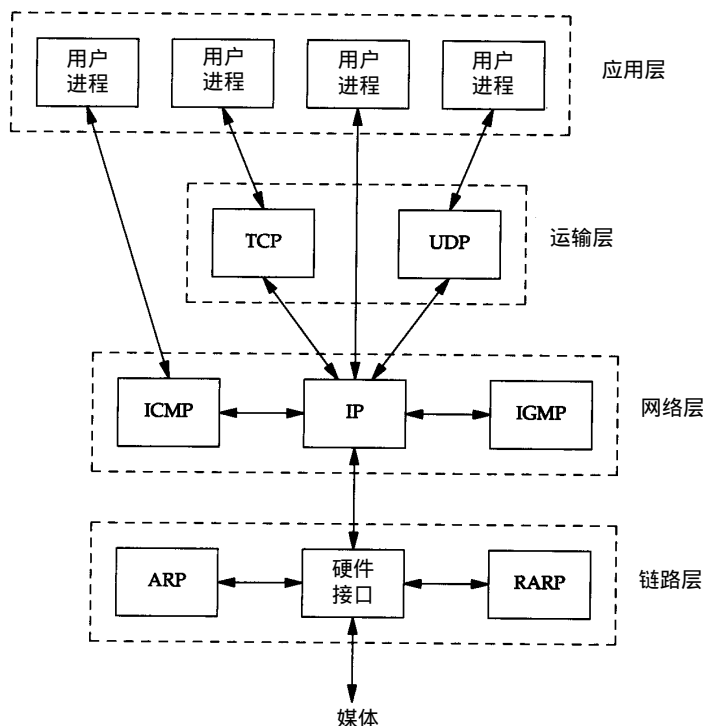 用户
进程
用户
进程
用户
进程
用户
进程
应用层
TCP
UDP
运输层
ICMP
IP
IGMP
网络层
ARP
硬件
接口
RARP
链路层
媒体